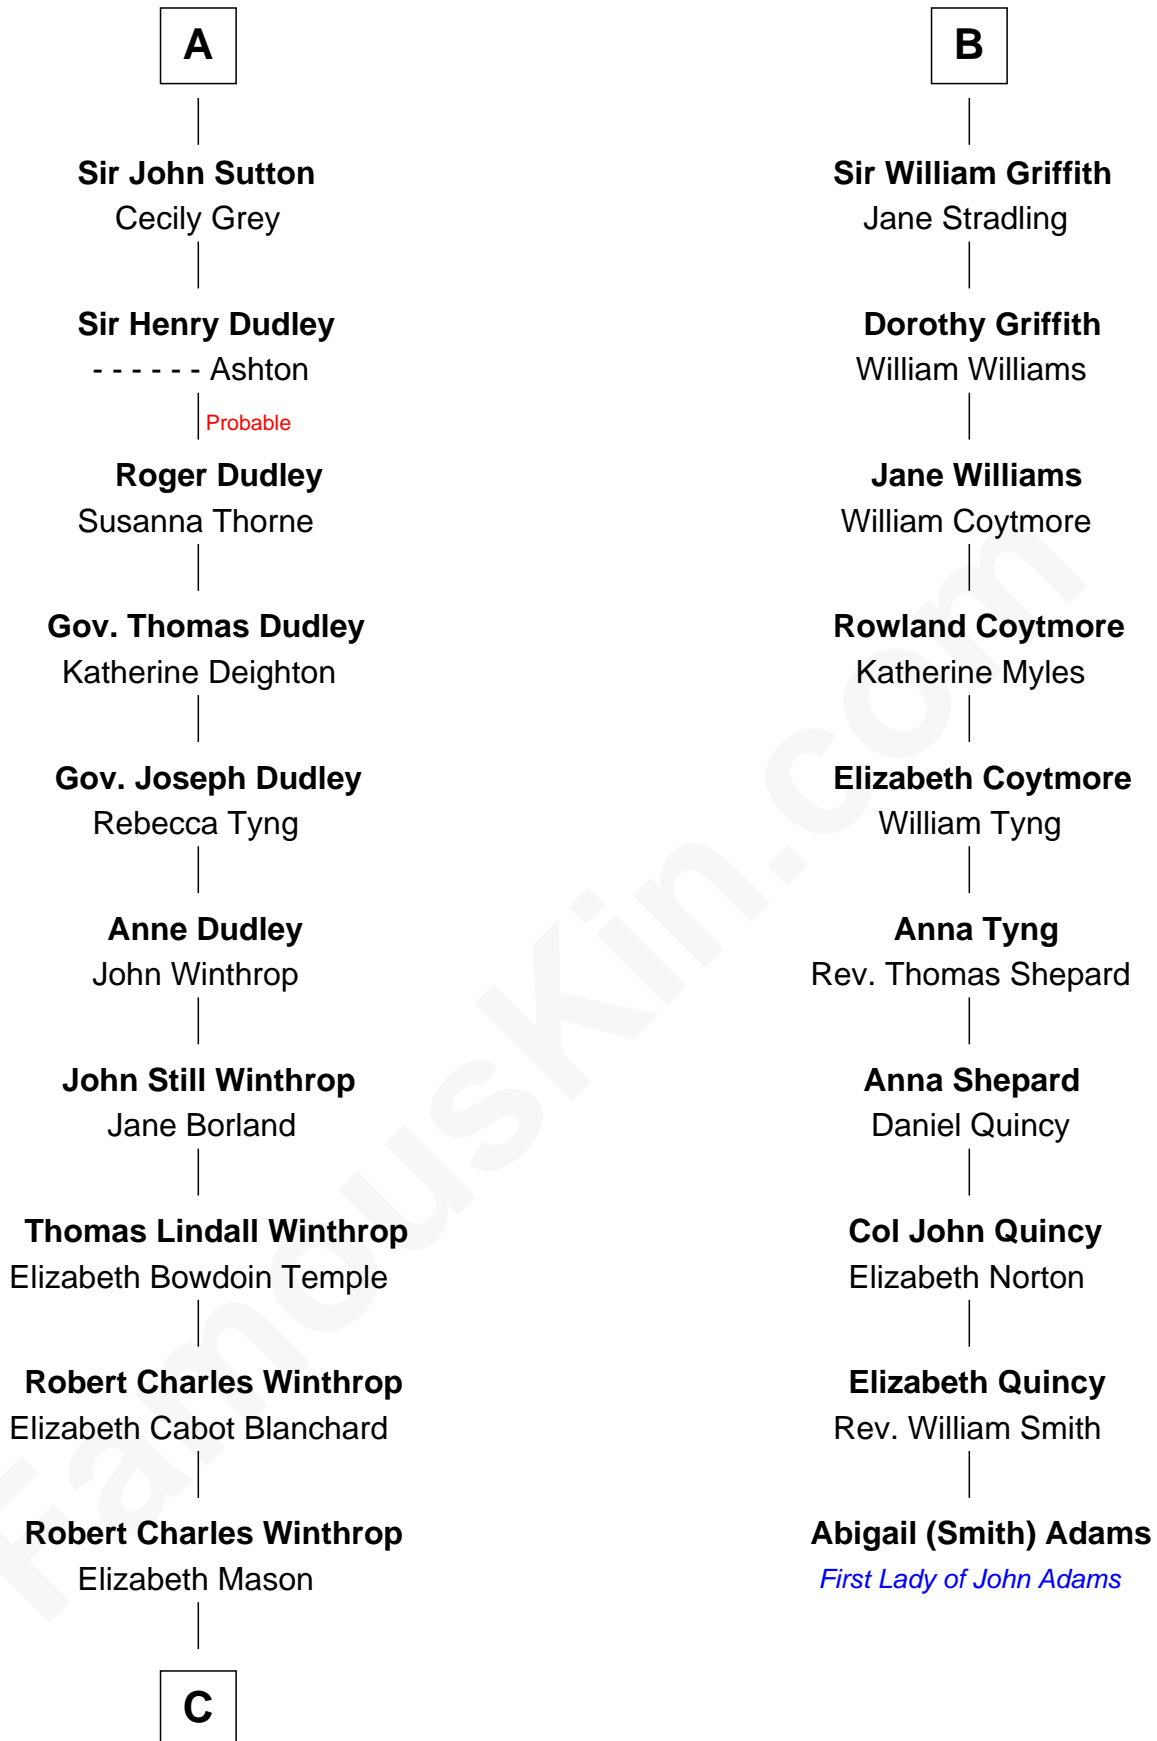 A
Sir John Sutton
Cecily Grey
Sir Henry Dudley
- - - - - - Ashton
Probable
Roger Dudley
Susanna Thorne
Gov. Thomas Dudley
Katherine Deighton
Gov. Joseph Dudley
Rebecca Tyng
Anne Dudley
John Winthrop
John Still Winthrop
Jane Borland
Thomas Lindall Winthrop
Elizabeth Bowdoin Temple
Robert Charles Winthrop
Elizabeth Cabot Blanchard
Robert Charles Winthrop
Elizabeth Mason
C
B
Sir William Griffith
Jane Stradling
Dorothy Griffith
William Williams
Jane Williams
William Coytmore
Rowland Coytmore
Katherine Myles
Elizabeth Coytmore
William Tyng
Anna Tyng
Rev. Thomas Shepard
Anna Shepard
Daniel Quincy
Col John Quincy
Elizabeth Norton
Elizabeth Quincy
Rev. William Smith
Abigail (Smith) Adams
First Lady of John Adams
FamousKin.com